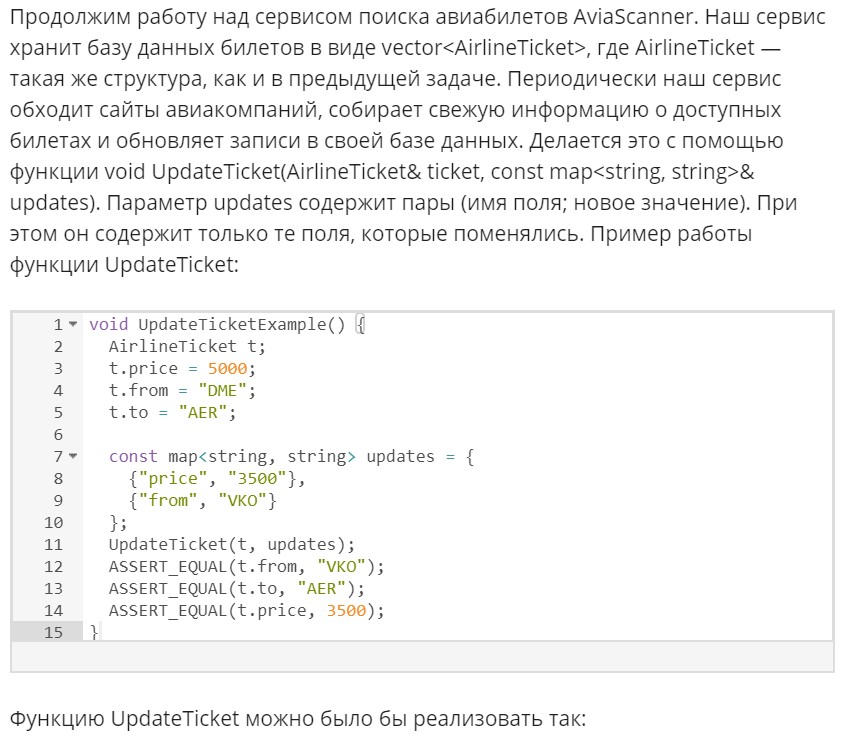 Продолжим работу над сервисом поиска авиабилетов AviaScanner. Наш сервис
хранит базу данных билетов в виде vector<AirlineTicket>, где AirlineTicket —
такая же структура, как и в предыдущей задаче. Периодически наш сервис
обходит сайты авиакомпаний, собирает свежую информацию о доступных
билетах и обновляет записи в своей базе данных. Делается это с помощью
функции void UpdateTicket(AirlineTicket& ticket, const map<string, string>&
updates). Параметр updates содержит пары (имя поля; новое значение). При
этом он содержит только те поля, которые поменялись. Пример работы
функции UpdateTicket:
1 void UpdateTicketExample() {
2   AirlineTicket t;
3   t.price = 5000;
4   t.from = "DME";
5   t.to = "AER";
6
7   const map<string, string> updates = {
8     {"price", "3500"},
9     {"from", "VKO"}
10   };
11   UpdateTicket(t, updates);
12   ASSERT_EQUAL(t.from, "VKO");
13   ASSERT_EQUAL(t.to, "AER");
14   ASSERT_EQUAL(t.price, 3500);
15 }
Функцию UpdateTicket можно было бы реализовать так: